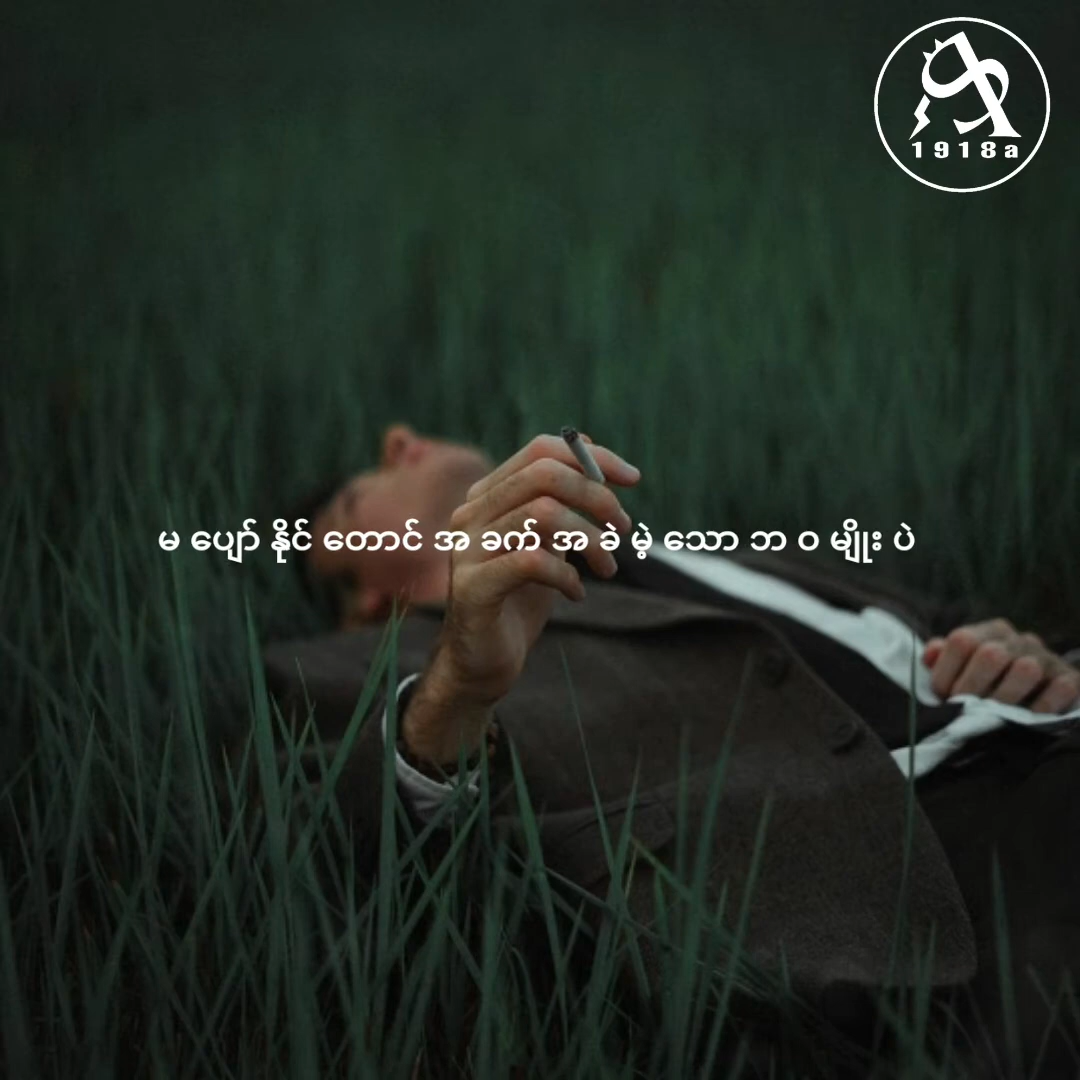 1918a
မ ပျော် နိုင် တောင် အ ခက် အ ခဲ မဲ့ သော ဘ ဝ မျိုး ပဲ